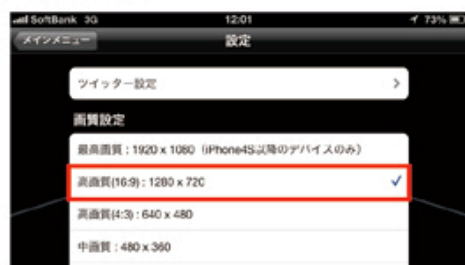 SoftBank 3G 12:01 73%
メインメニュー 設定
ツイッター設定
画質設定
最高画質：1920 x 1080（iPhone4S以降のデバイスのみ）
高画質(16:9)：1280 x 720
高画質(4:3)：640 x 480
中画質：480 x 360